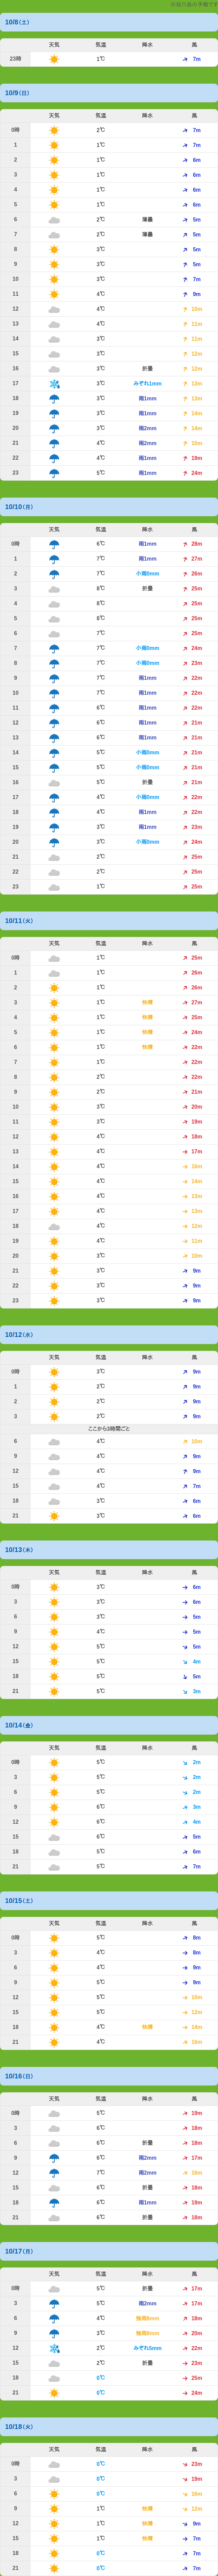 の予報です
10/8(土)
天気 気温 降水 風
23時 1℃ 7m
10/9(日)
天気 気温 降水 風
0時 2℃ 7m
1 1℃ 7m
2 1℃ 6m
3 1℃ 6m
4 1℃ 6m
5 1℃ 6m
6 2℃ 薄曇 5m
7 2℃ 薄曇 5m
8 3℃ 5m
9 3℃ 5m
10 3℃ 7m
11 4℃ 9m
12 4℃ 10m
13 4℃ 11m
14 3℃ 11m
15 3℃ 12m
16 3℃ 折曇 12m
17 3℃ みぞれ1mm 13m
18 3℃ 雨1mm 13m
19 3℃ 雨1mm 14m
20 3℃ 雨2mm 14m
21 4℃ 雨2mm 15m
22 4℃ 雨1mm 19m
23 5℃ 雨1mm 24m
10/10(月)
天気 気温 降水 風
0時 6℃ 雨1mm 28m
1 7℃ 雨1mm 27m
2 7℃ 小雨0mm 26m
3 8℃ 折曇 25m
4 8℃ 25m
5 8℃ 25m
6 7℃ 25m
7 7℃ 小雨0mm 24m
8 7℃ 小雨0mm 23m
9 7℃ 雨1mm 22m
10 7℃ 雨1mm 22m
11 6℃ 雨1mm 22m
12 6℃ 雨1mm 21m
13 6℃ 雨1mm 21m
14 5℃ 小雨0mm 21m
15 5℃ 小雨0mm 21m
16 5℃ 折曇 21m
17 4℃ 小雨0mm 22m
18 4℃ 雨1mm 22m
19 3℃ 雨1mm 23m
20 3℃ 小雨0mm 24m
21 2℃ 25m
22 2℃ 25m
23 1℃ 25m
10/11(火)
天気 気温 降水 風
0時 1℃ 25m
1 1℃ 26m
2 1℃ 26m
3 1℃ 快晴 27m
4 1℃ 快晴 25m
5 1℃ 快晴 24m
6 1℃ 快晴 22m
7 1℃ 22m
8 2℃ 22m
9 2℃ 21m
10 3℃ 20m
11 3℃ 19m
12 4℃ 18m
13 4℃ 17m
14 4℃ 16m
15 4℃ 14m
16 4℃ 13m
17 4℃ 13m
18 4℃ 12m
19 4℃ 11m
20 3℃ 10m
21 3℃ 9m
22 3℃ 9m
23 3℃ 9m
10/12(水)
天気 気温 降水 風
0時 3℃ 9m
1 2℃ 9m
2 2℃ 9m
3 2℃ 9m
ここから3時間ごと
6 4℃ 10m
9 4℃ 9m
12 4℃ 9m
15 4℃ 7m
18 3℃ 6m
21 3℃ 6m
10/13(木)
天気 気温 降水 風
0時 3℃ 6m
3 3℃ 6m
6 3℃ 5m
9 4℃ 5m
12 5℃ 5m
15 5℃ 4m
18 5℃ 5m
21 5℃ 3m
10/14(金)
天気 気温 降水 風
0時 5℃ 2m
3 5℃ 2m
6 5℃ 2m
9 6℃ 3m
12 6℃ 4m
15 6℃ 5m
18 5℃ 6m
21 5℃ 7m
10/15(土)
天気 気温 降水 風
0時 5℃ 8m
3 4℃ 8m
6 4℃ 9m
9 5℃ 9m
12 5℃ 10m
15 5℃ 12m
18 4℃ 快晴 14m
21 4℃ 16m
10/16(日)
天気 気温 降水 風
0時 5℃ 19m
3 6℃ 18m
6 6℃ 折曇 18m
9 6℃ 雨2mm 17m
12 7℃ 雨2mm 16m
15 6℃ 折曇 18m
18 6℃ 雨1mm 19m
21 6℃ 折曇 18m
10/17(月)
天気 気温 降水 風
0時 5℃ 折曇 17m
3 5℃ 雨2mm 17m
6 4℃ 強雨6mm 18m
9 3℃ 強雨8mm 20m
12 2℃ みぞれ5mm 22m
15 2℃ 折曇 23m
18 0℃ 25m
21 0℃ 24m
10/18(火)
天気 気温 降水 風
0時 0℃ 23m
3 0℃ 19m
6 0℃ 16m
9 1℃ 快晴 12m
12 1℃ 快晴 9m
15 1℃ 快晴 7m
18 0℃ 7m
21 0℃ 7m